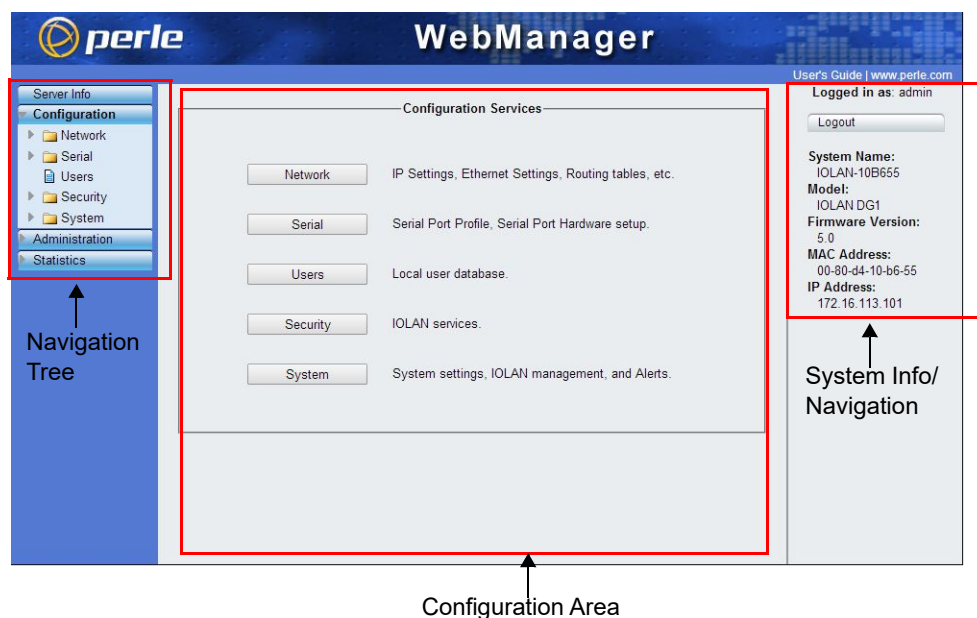 perle
WebManager
User's Guide | www.perle.com
Server Info
Configuration
Network
Serial
Users
Security
System
Administration
Statistics
Navigation
Tree
Configuration Services
Network IP Settings, Ethernet Settings, Routing tables, etc.
Serial Serial Port Profile, Serial Port Hardware setup.
Users Local user database.
Security IOLAN services.
System System settings, IOLAN management, and Alerts.
Configuration Area
Logged in as: admin
Logout
System Name:
IOLAN-10B655
Model:
IOLAN DG1
Firmware Version:
5.0
MAC Address:
00-80-d4-10-b6-55
IP Address:
172.16.113.101
System Info/
Navigation